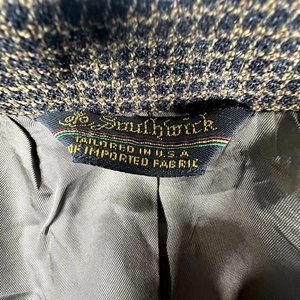 Southwick
TAILORED IN U.S.A
OF IMPORTED FABRIC